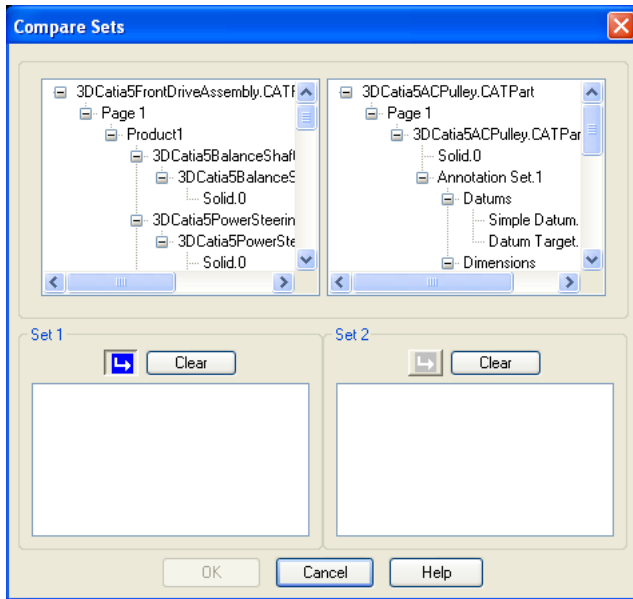 Compare Sets
3DCatia5FrontDriveAssembly.CATF
Page 1
Product1
3DCatia5BalanceShaft
3DCatia5BalanceS
Solid.0
3DCatia5PowerSteerin
3DCatia5PowerSte
Solid.0
3DCatia5ACPulley.CATPart
Page 1
3DCatia5ACPulley.CATPar
Solid.0
Annotation Set.1
Datums
Simple Datum.
Datum Target.
Dimensions
Set 1
Clear
Set 2
Clear
OK
Cancel
Help